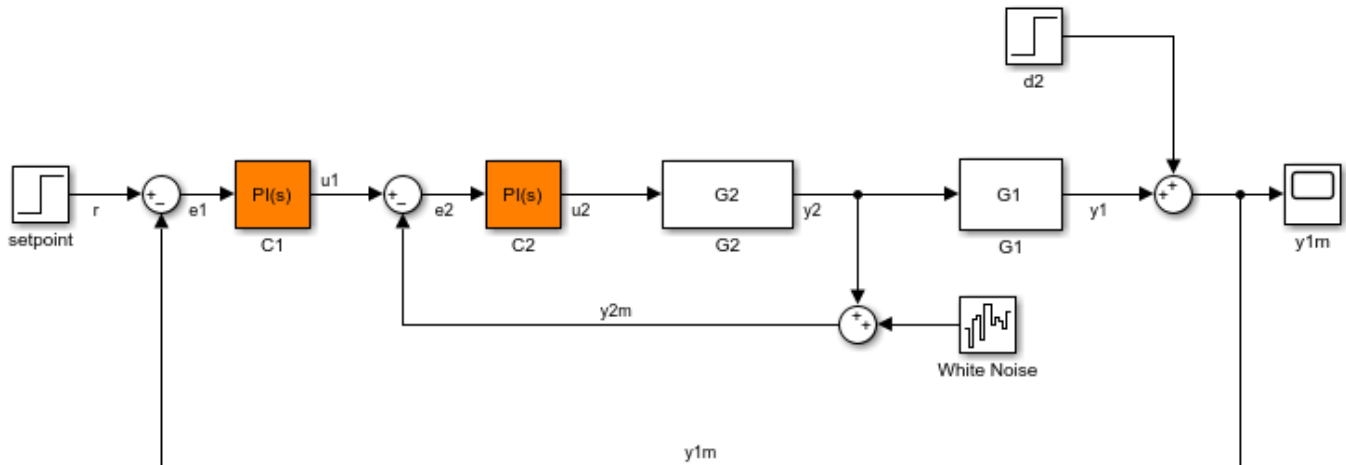 d2
setpoint
r
+
−
e1
PI(s)
C1
u1
+
−
e2
PI(s)
C2
u2
G2
G2
y2
G1
G1
y1
+
+
y1m
y2m
+
+
White Noise
y1m